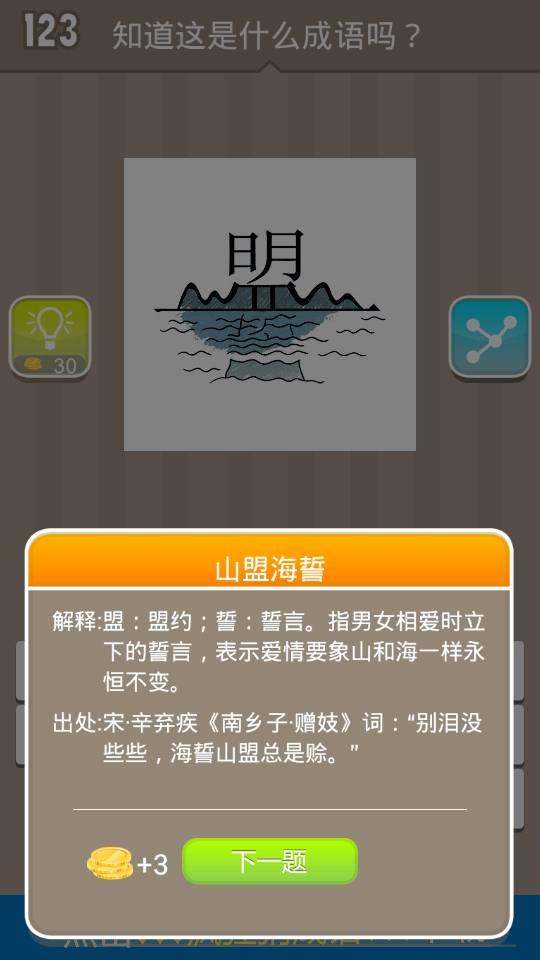 123
知道这是什么成语吗？
明
30
山盟海誓
解释:盟：盟约；誓：誓言。指男女相爱时立
下的誓言，表示爱情要象山和海一样永
恒不变。
出处:宋·辛弃疾《南乡子·赠妓》词：“别泪没
些些，海誓山盟总是赊。”
+3
下一题